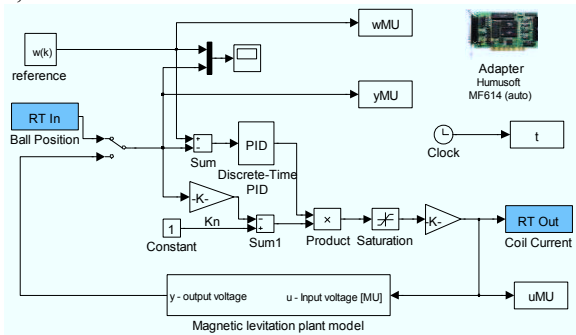 wMU
w(k)
reference
Adapter
Humusoft
MF614 (auto)
yMU
RT In
Ball Position
t
Clock
PID
Sum
Discrete-Time
PID
-K-
Kn
1
Constant
Sum1
×
Product
Saturation
-K-
RT Out
Coil Current
y - output voltage
u - Input voltage [MU]
uMU
Magnetic levitation plant model